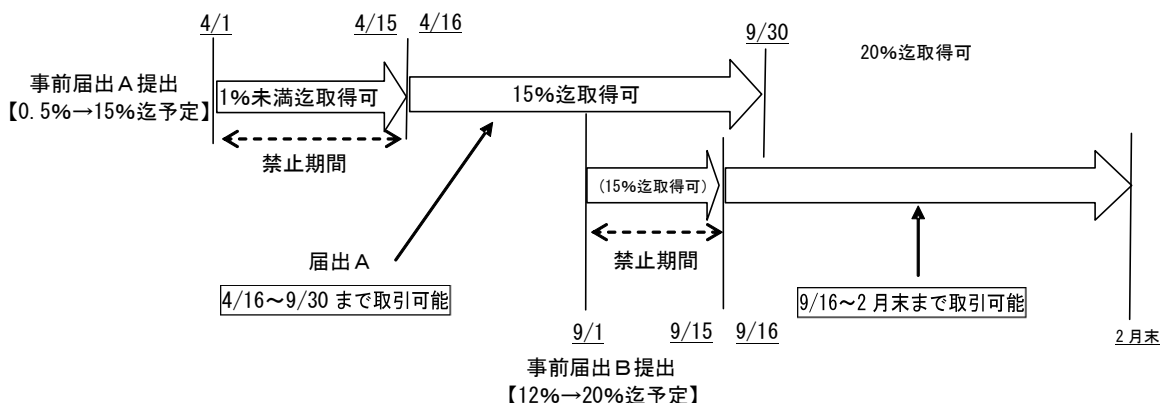 4/1
4/15
4/16
9/30
20%迄取得可
事前届出A提出
【0.5%→15%迄予定】
1%未満迄取得可
15%迄取得可
禁止期間
(15%迄取得可)
禁止期間
届出A
4/16～9/30 まで取引可能
9/16～2 月末まで取引可能
9/1
9/15
9/16
2 月末
事前届出B提出
【12%→20%迄予定】